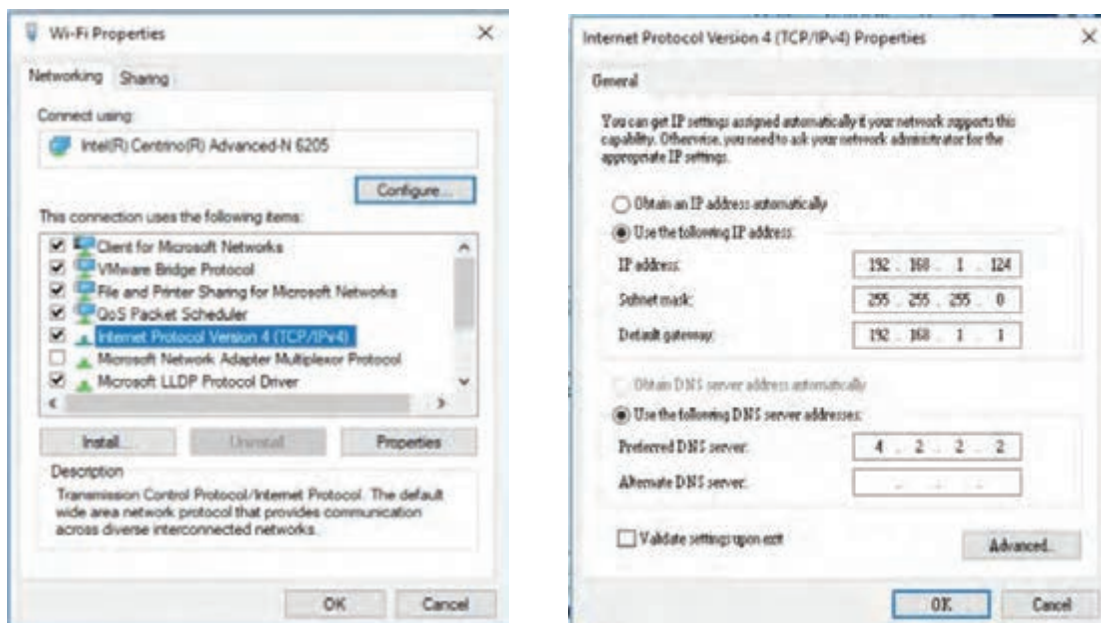 Wi-Fi Properties
Networking
Sharing
Connect using:
Intel(R) Centrino(R) Advanced-N 6205
Configure...
This connection uses the following items:
Client for Microsoft Networks
VMware Bridge Protocol
File and Printer Sharing for Microsoft Networks
QoS Packet Scheduler
Internet Protocol Version 4 (TCP/IPv4)
Microsoft Network Adapter Multiplexor Protocol
Microsoft LLDP Protocol Driver
Install...
Uninstall
Properties
Description
Transmission Control Protocol/Internet Protocol. The default
wide area network protocol that provides communication
across diverse interconnected networks.
OK
Cancel
Internet Protocol Version 4 (TCP/IPv4) Properties
General
You can get IP settings assigned automatically if your network supports this
capability. Otherwise, you need to ask your network administrator for the
appropriate IP settings.
Obtain an IP address automatically
Use the following IP address:
IP address: 192 . 168 . 1 . 124
Subnet mask: 255 . 255 . 255 . 0
Default gateway: 192 . 168 . 1 . 1
Obtain DNS server address automatically
Use the following DNS server addresses:
Preferred DNS server: 4 . 2 . 2 . 2
Alternate DNS server: . . .
Validate settings upon exit
Advanced...
OK
Cancel